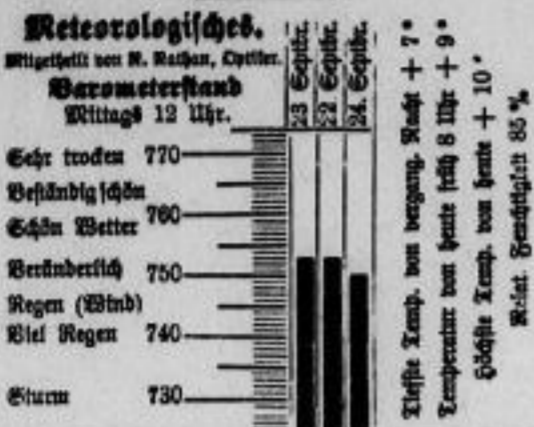 Meteorologisches.
Mitgetheilt von R. Nathan, Optiker.
Barometerstand
Mittags 12 Uhr.
23 Septbr.
22 Septbr.
24. Septbr.
Sehr trocken 770
Beständig schön
760
Schön Wetter
Veränderlich 750
Regen (Wind)
Viel Regen 740
Sturm 730
Tiefste Temp. von vergang. Nacht + 7°
Temperatur von heute früh 8 Uhr + 9°
Höchste Temp. von heute + 10°
Relat. Feuchtigkeit 85 %